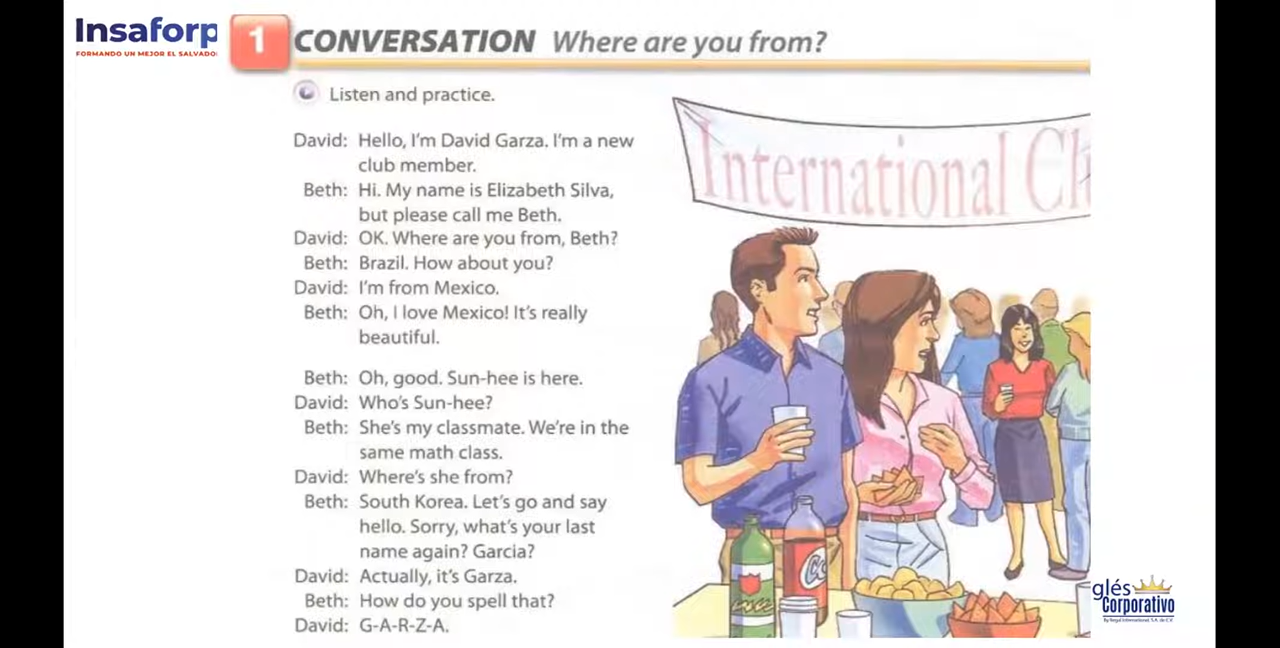 Insaforp
FORMANDO UN MEJOR EL SALVADO
1 CONVERSATION Where are you from?
Listen and practice.
David: Hello, I'm David Garza. I'm a new
club member.
Beth: Hi. My name is Elizabeth Silva,
but please call me Beth.
David: OK. Where are you from, Beth?
Beth: Brazil. How about you?
David: I'm from Mexico.
Beth: Oh, I love Mexico! It's really
beautiful.
Beth: Oh, good. Sun-hee is here.
David: Who's Sun-hee?
Beth: She's my classmate. We're in the
same math class.
David: Where's she from?
Beth: South Korea. Let's go and say
hello. Sorry, what's your last
name again? Garcia?
David: Actually, it's Garza.
Beth: How do you spell that?
David: G-A-R-Z-A.
International
glés
Corporativo